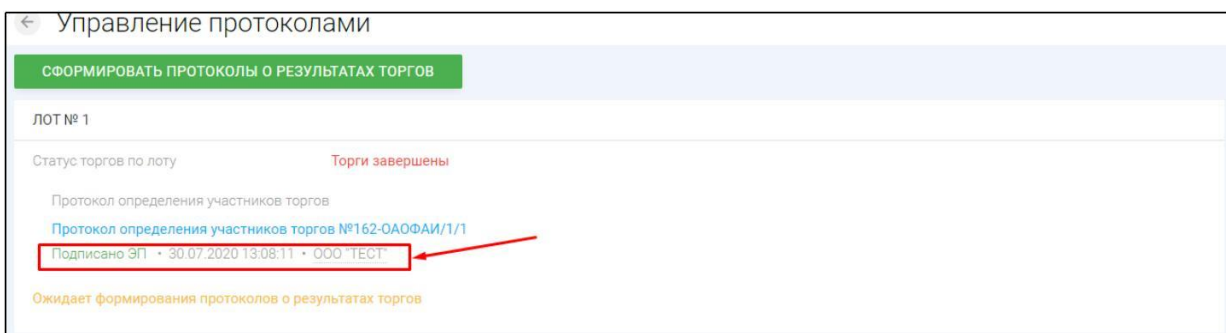 Управление протоколами
СФОРМИРОВАТЬ ПРОТОКОЛЫ О РЕЗУЛЬТАТАХ ТОРГОВ
ЛОТ № 1
Статус торгов по лоту Торги завершены
Протокол определения участников торгов
Протокол определения участников торгов №162-ОАОФАИ/1/1
Подписано ЭП • 30.07.2020 13:08:11 • ООО "ТЕСТ"
Ожидает формирования протоколов о результатах торгов